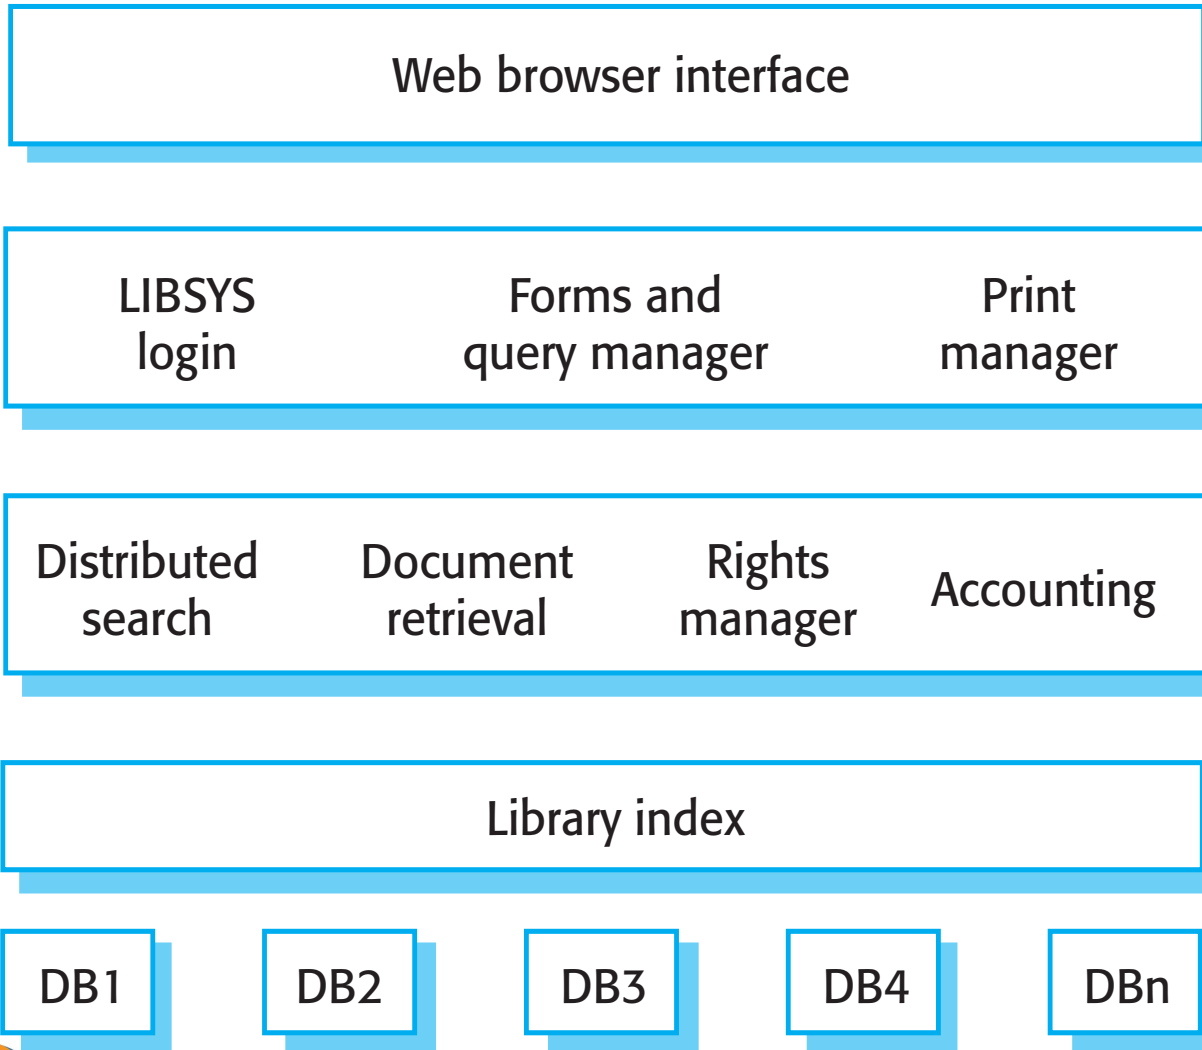 Web browser interface
LIBSYS
login
Forms and
query manager
Print
manager
Distributed
search
Document
retrieval
Rights
manager
Accounting
Library index
DB1
DB2
DB3
DB4
DBn